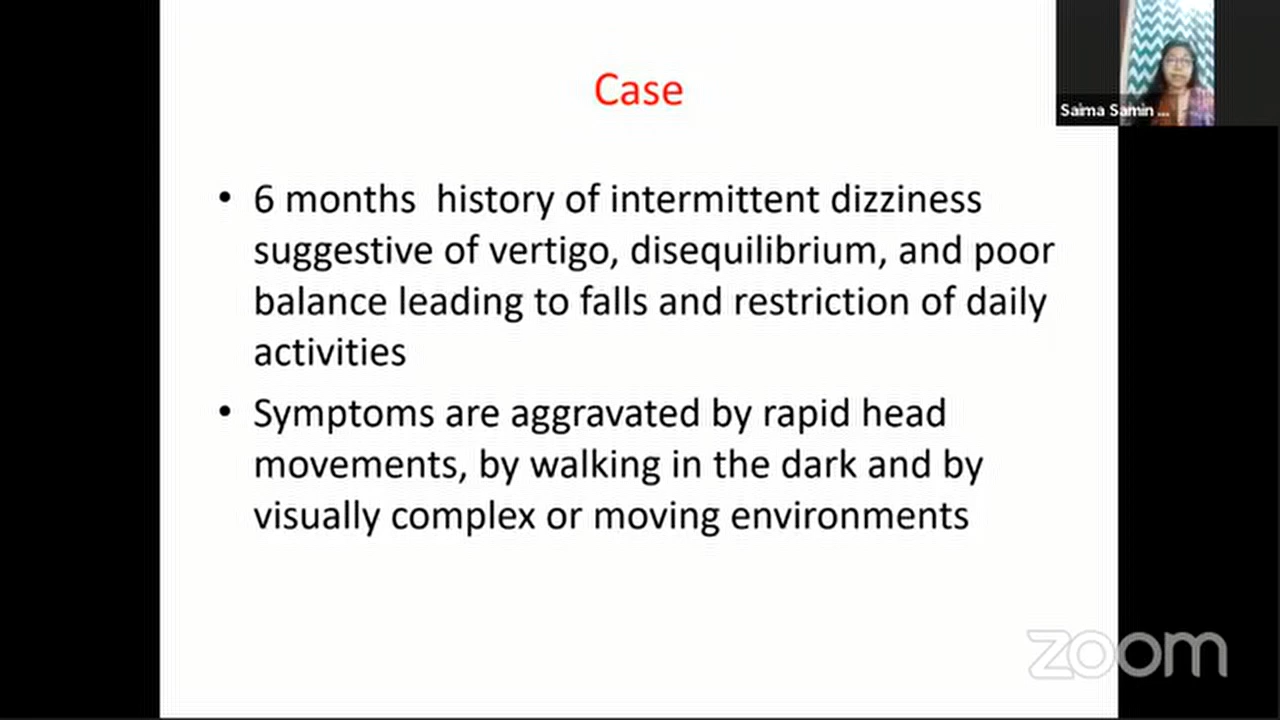 Case
Saima Samin ...
• 6 months  history of intermittent dizziness
suggestive of vertigo, disequilibrium, and poor
balance leading to falls and restriction of daily
activities
• Symptoms are aggravated by rapid head
movements, by walking in the dark and by
visually complex or moving environments
zoom